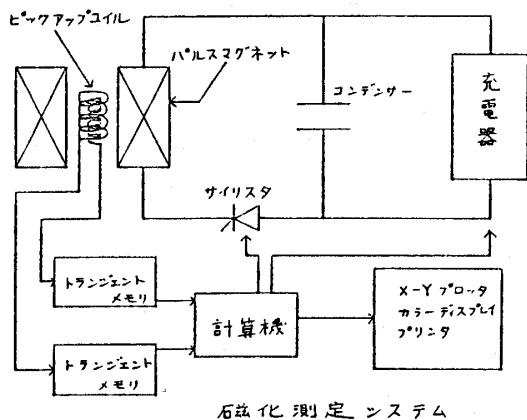 ピックアップコイル
パルスマグネット
コンデンサー
充電器
サイリスタ
トランジェント
メモリ
計算機
X-Yプロッタ
カラーディスプレイ
プリンタ
トランジェント
メモリ
磁化測定システム